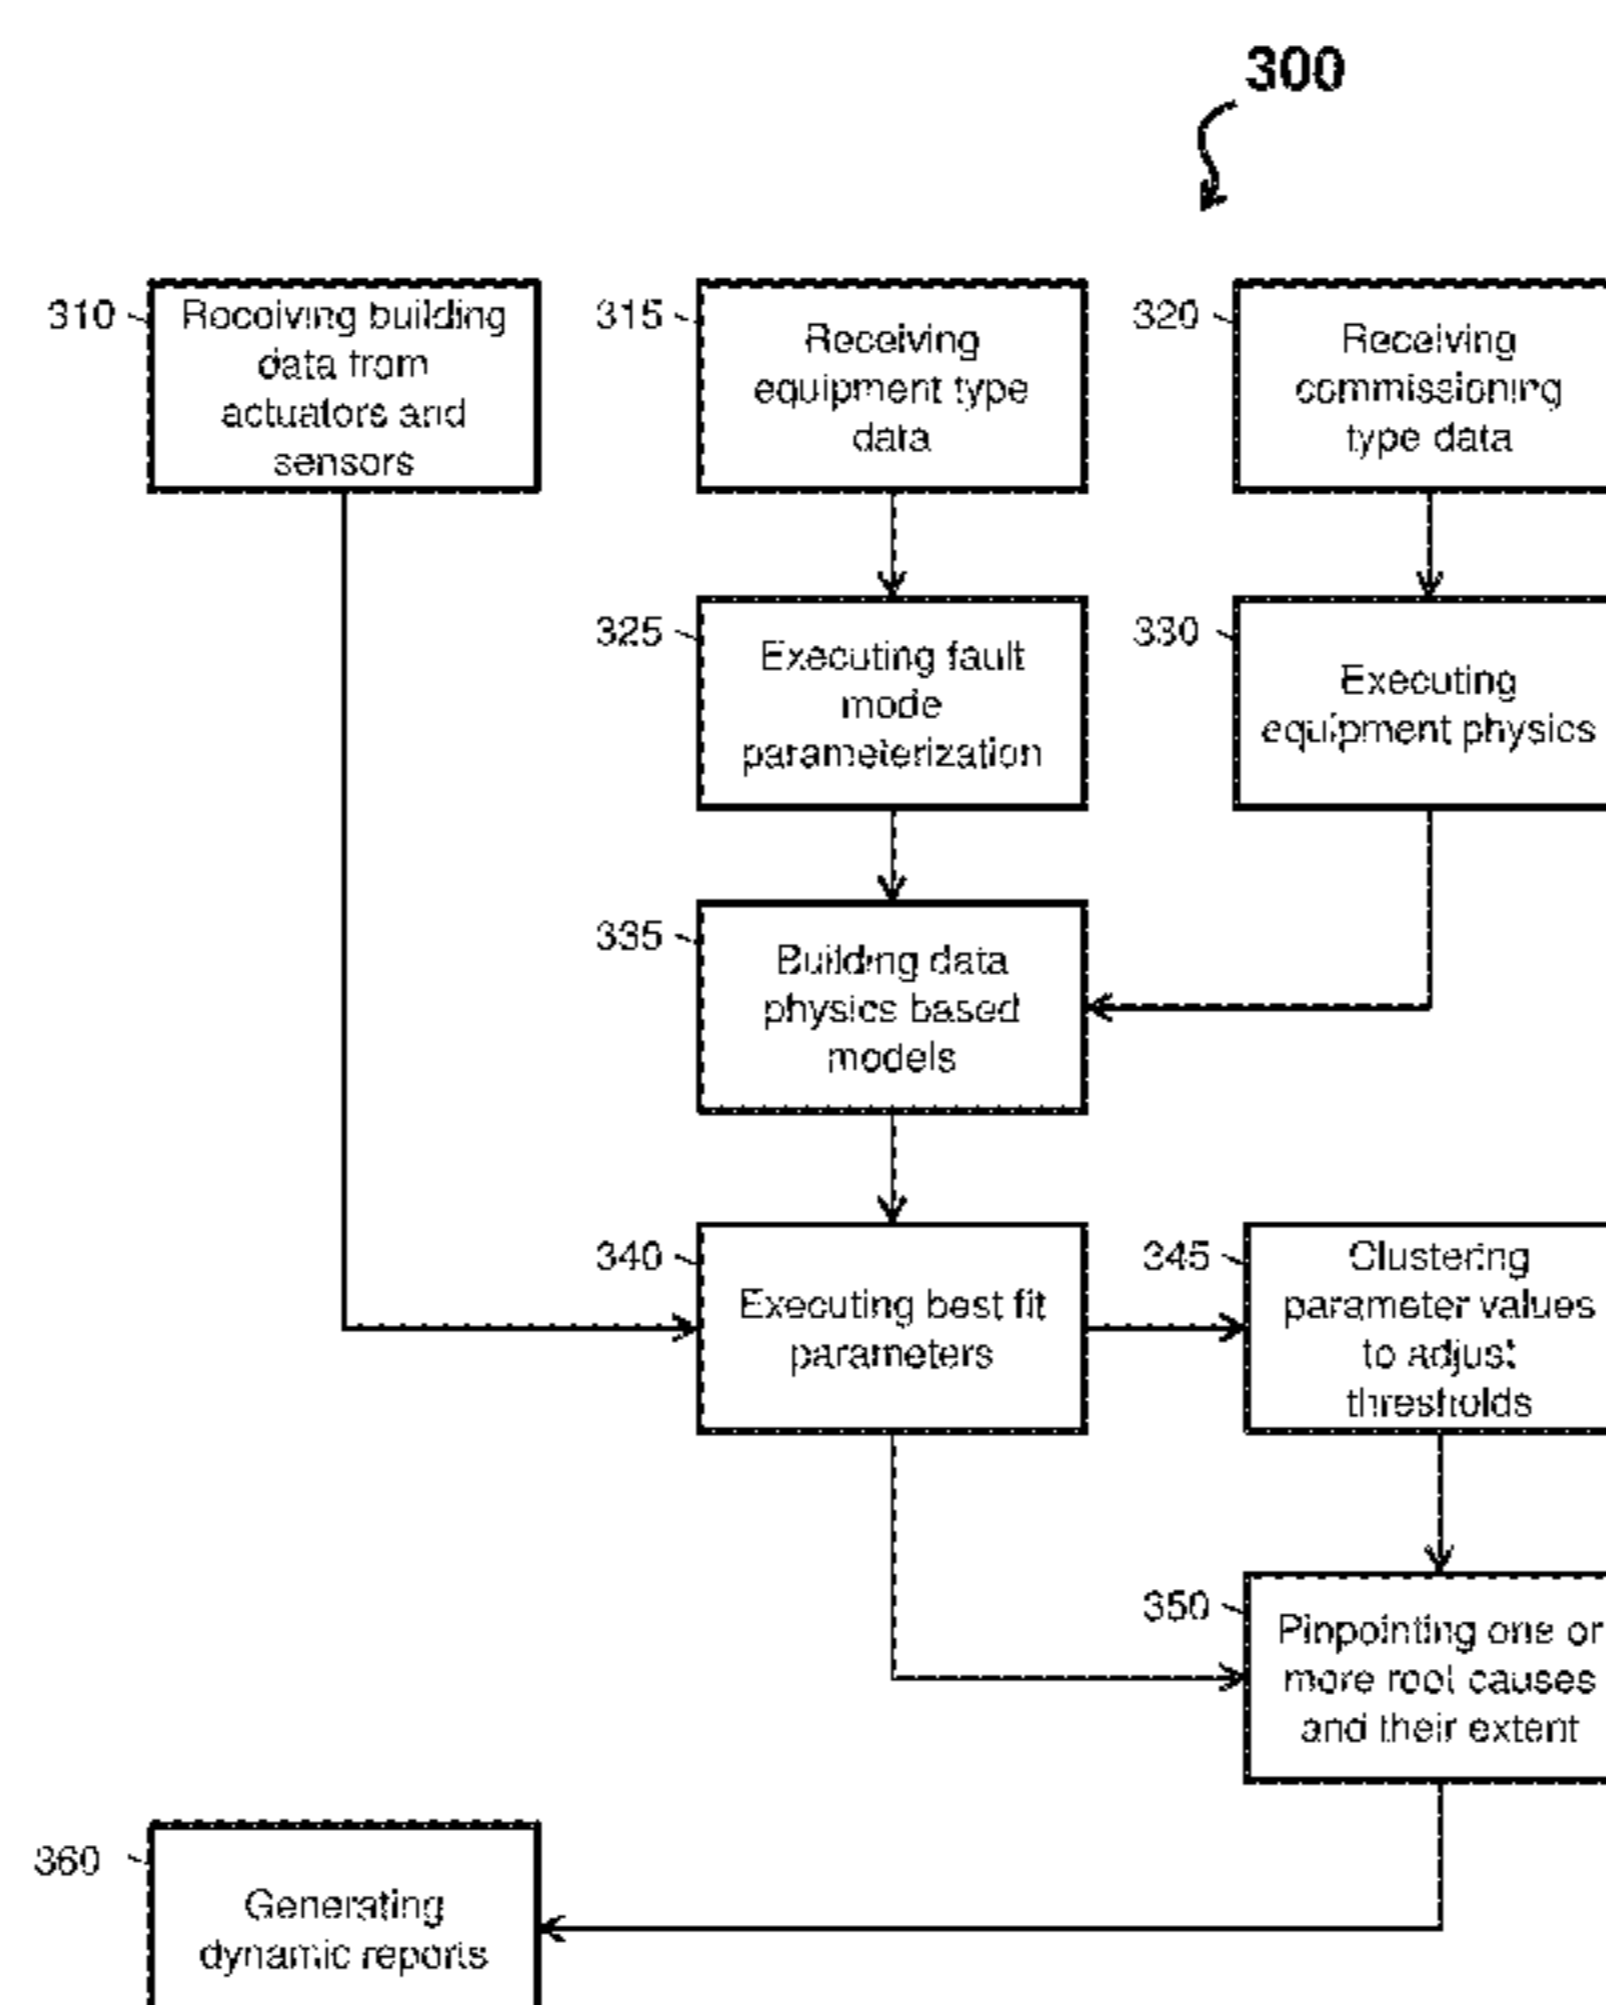 300
310
Receiving building
data from
actuators and
sensors
315
Receiving
equipment type
data
320
Receiving
commissioning
type data
325
Executing fault
mode
parameterization
330
Executing
equipment physics
335
Building data
physics based
models
340
Executing best fit
parameters
345
Clustering
parameter values
to adjust
thresholds
350
Pinpointing one or
more root causes
and their extent
360
Generating
dynamic reports